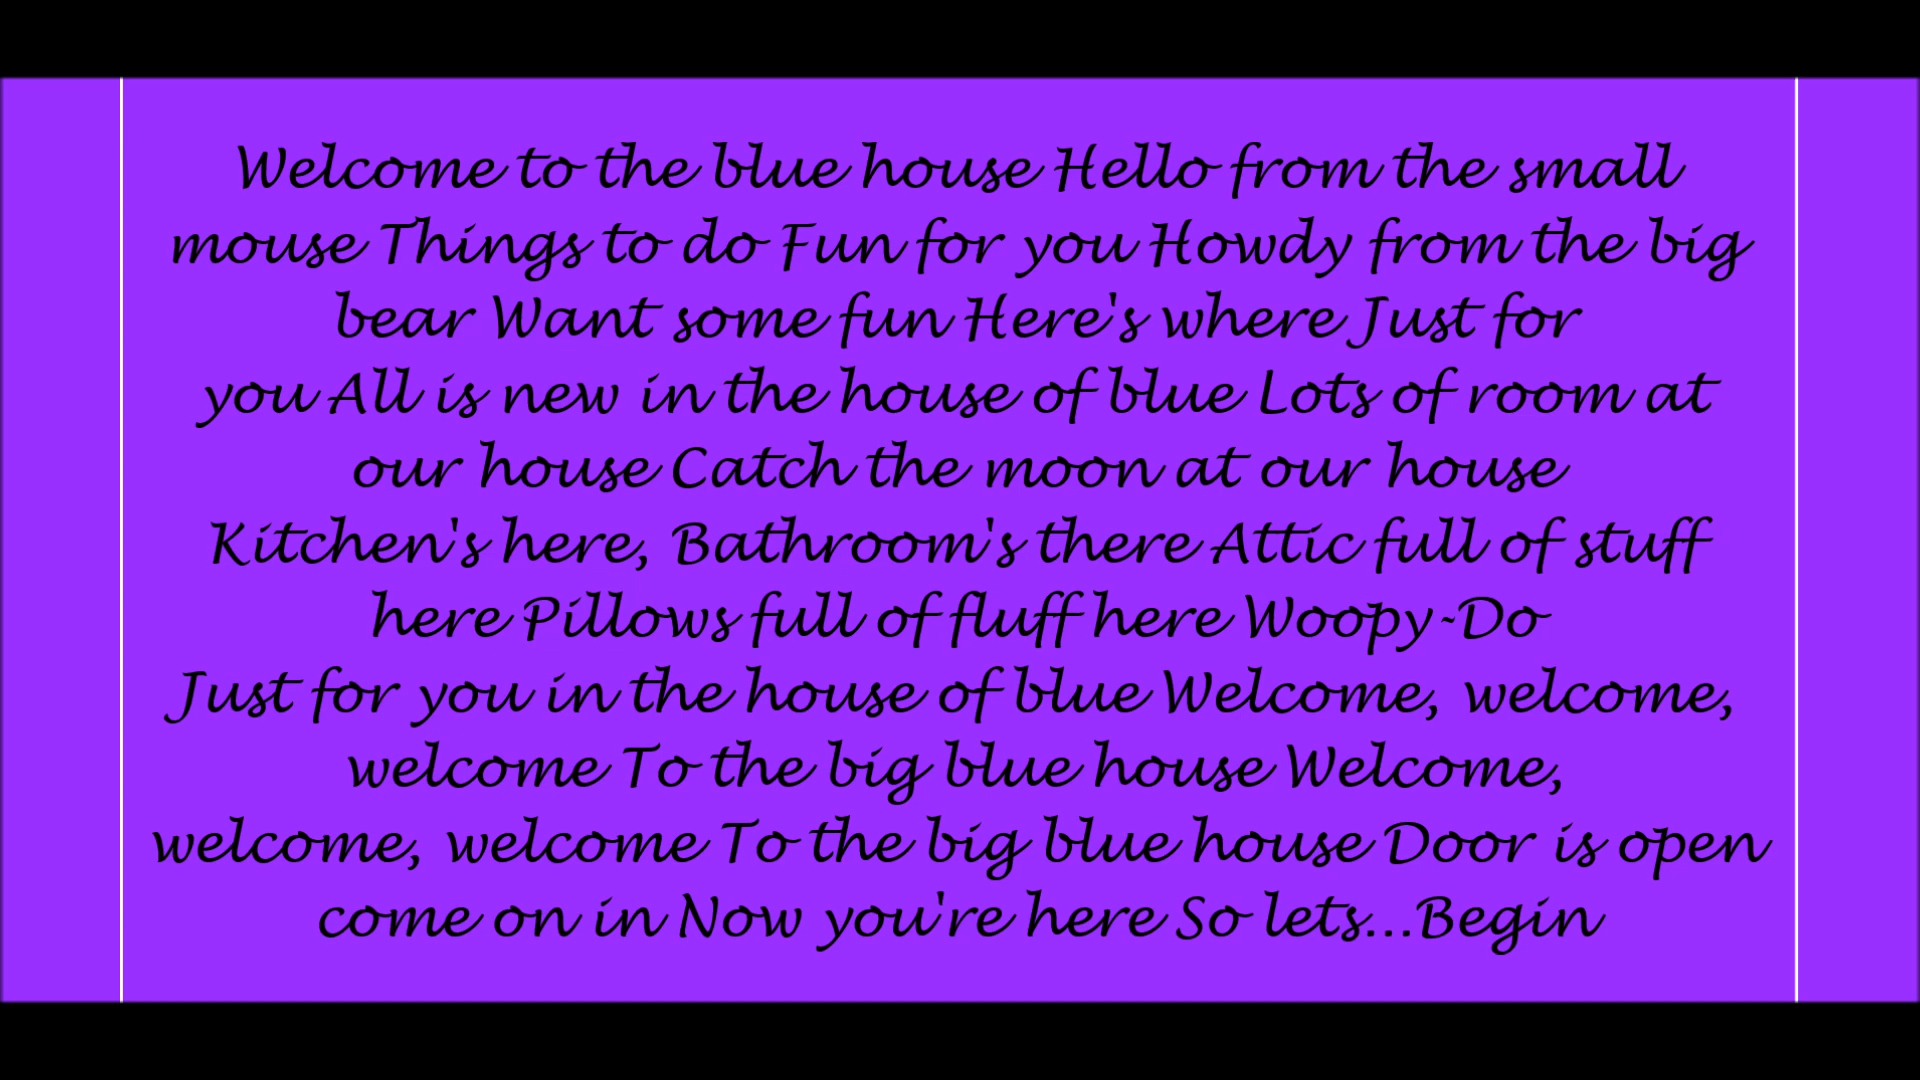 Welcome to the blue house Hello from the small
mouse Things to do Fun for you Howdy from the big
bear Want some fun Here's where Just for
you All is new in the house of blue Lots of room at
our house Catch the moon at our house
Kitchen's here, Bathroom's there Attic full of stuff
here Pillows full of fluff here Woopy-Do
Just for you in the house of blue Welcome, welcome,
welcome To the big blue house Welcome,
welcome, welcome To the big blue house Door is open
come on in Now you're here So lets...Begin